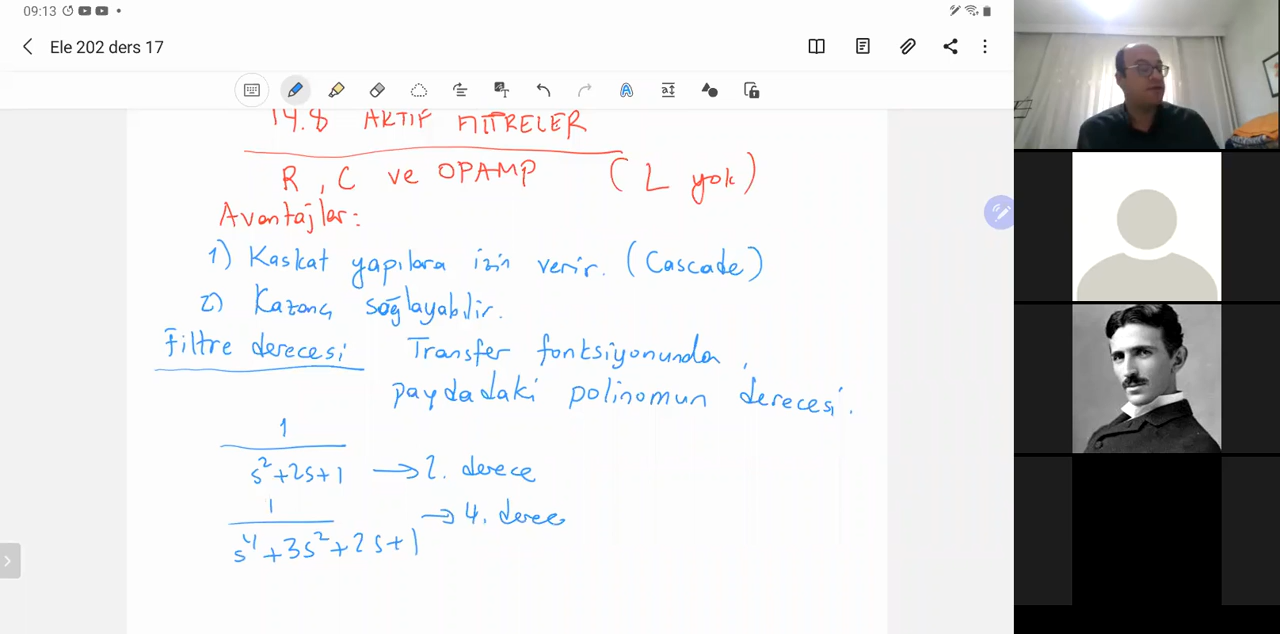 09:13
Ele 202 ders 17
14.8 AKTİF FİLTRELER
R, C ve OPAMP (L yok)
Avantajlar:
1) Kaskat yapılara izin verir. (Cascade)
2) Kazanç sağlayabilir.
Filtre derecesi Transfer fonksiyonunda,
paydadaki polinomun derecesi.
1
s²+2s+1 → 2. derece
1
s⁴+3s²+2s+1 → 4. derece